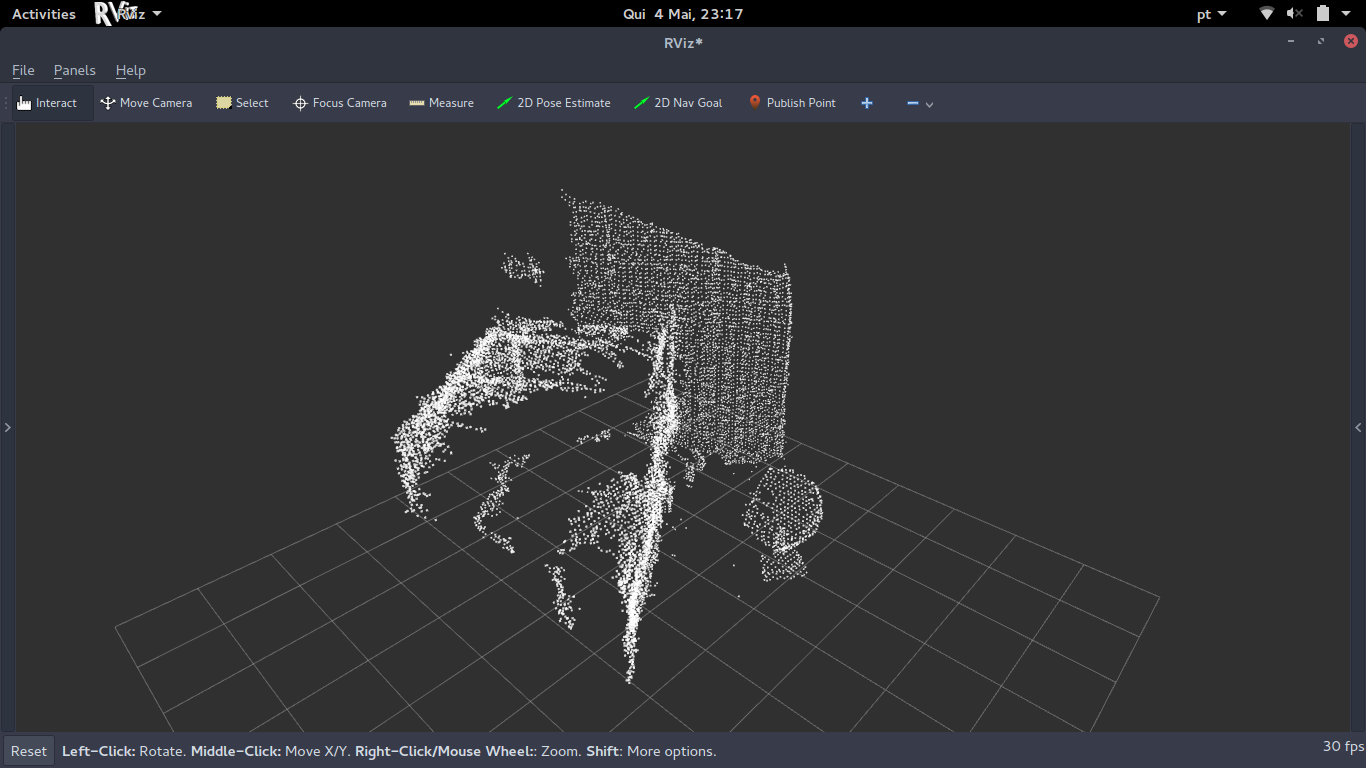 Activities RViz RViz Qui 4 Mai, 23:17 pt
RViz*
File Panels Help
Interact Move Camera Select Focus Camera Measure 2D Pose Estimate 2D Nav Goal Publish Point
Reset Left-Click: Rotate. Middle-Click: Move X/Y. Right-Click/Mouse Wheel:: Zoom. Shift: More options. 30 fps